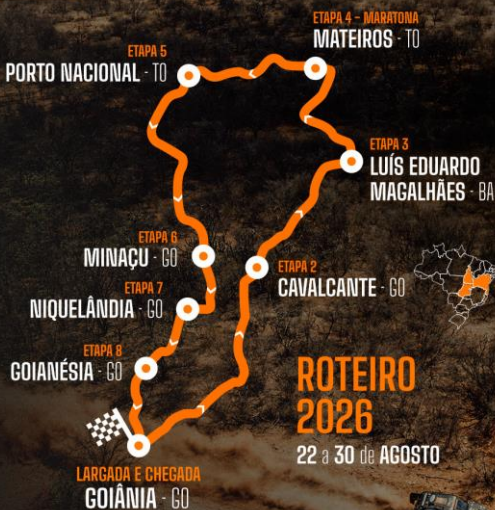 ETAPA 4 - MARATONA
MATEIROS - TO
ETAPA 5
PORTO NACIONAL - TO
ETAPA 3
LUÍS EDUARDO
MAGALHÃES - BA
ETAPA 6
MINAÇU - GO
ETAPA 2
CAVALCANTE - GO
ETAPA 7
NIQUELÂNDIA - GO
ETAPA 8
GOIANÉSIA - GO
ROTEIRO
2026
22 a 30 de AGOSTO
LARGADA E CHEGADA
GOIÂNIA - GO